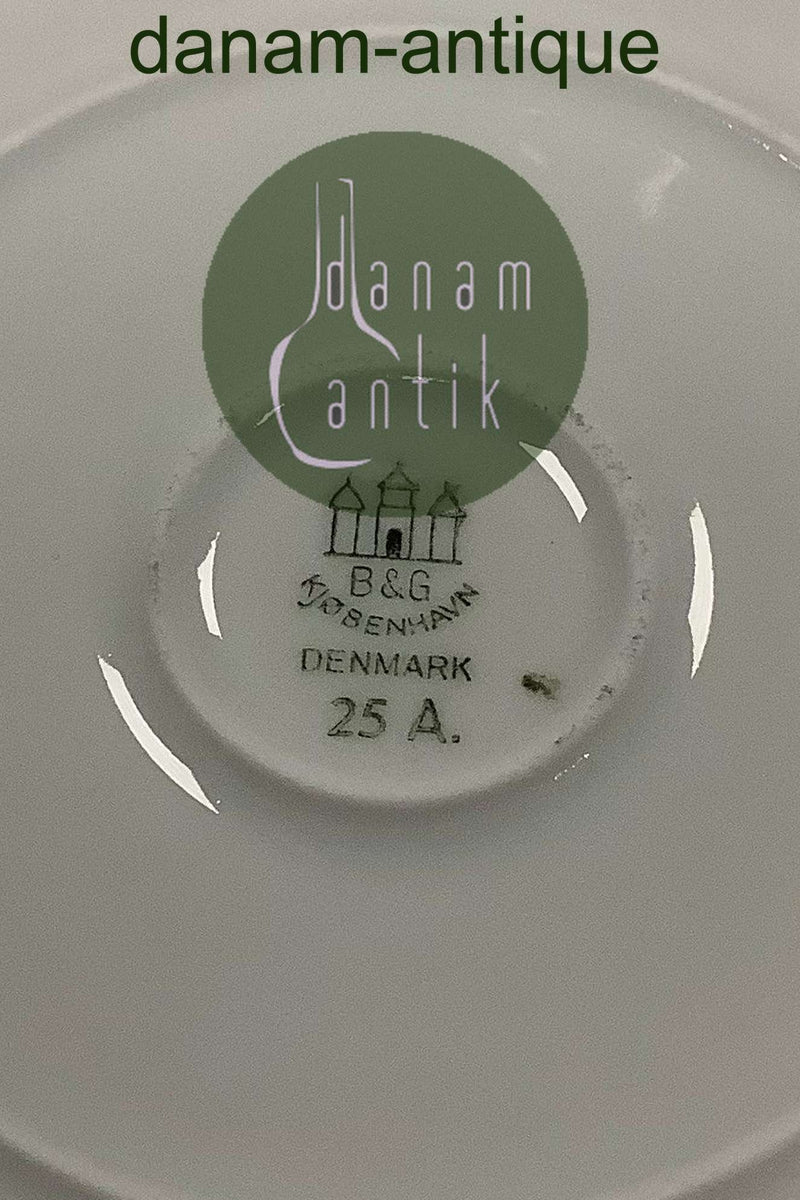 danam-antique
danam
antik
B&G
KJØBENHAVN
DENMARK
25 A.